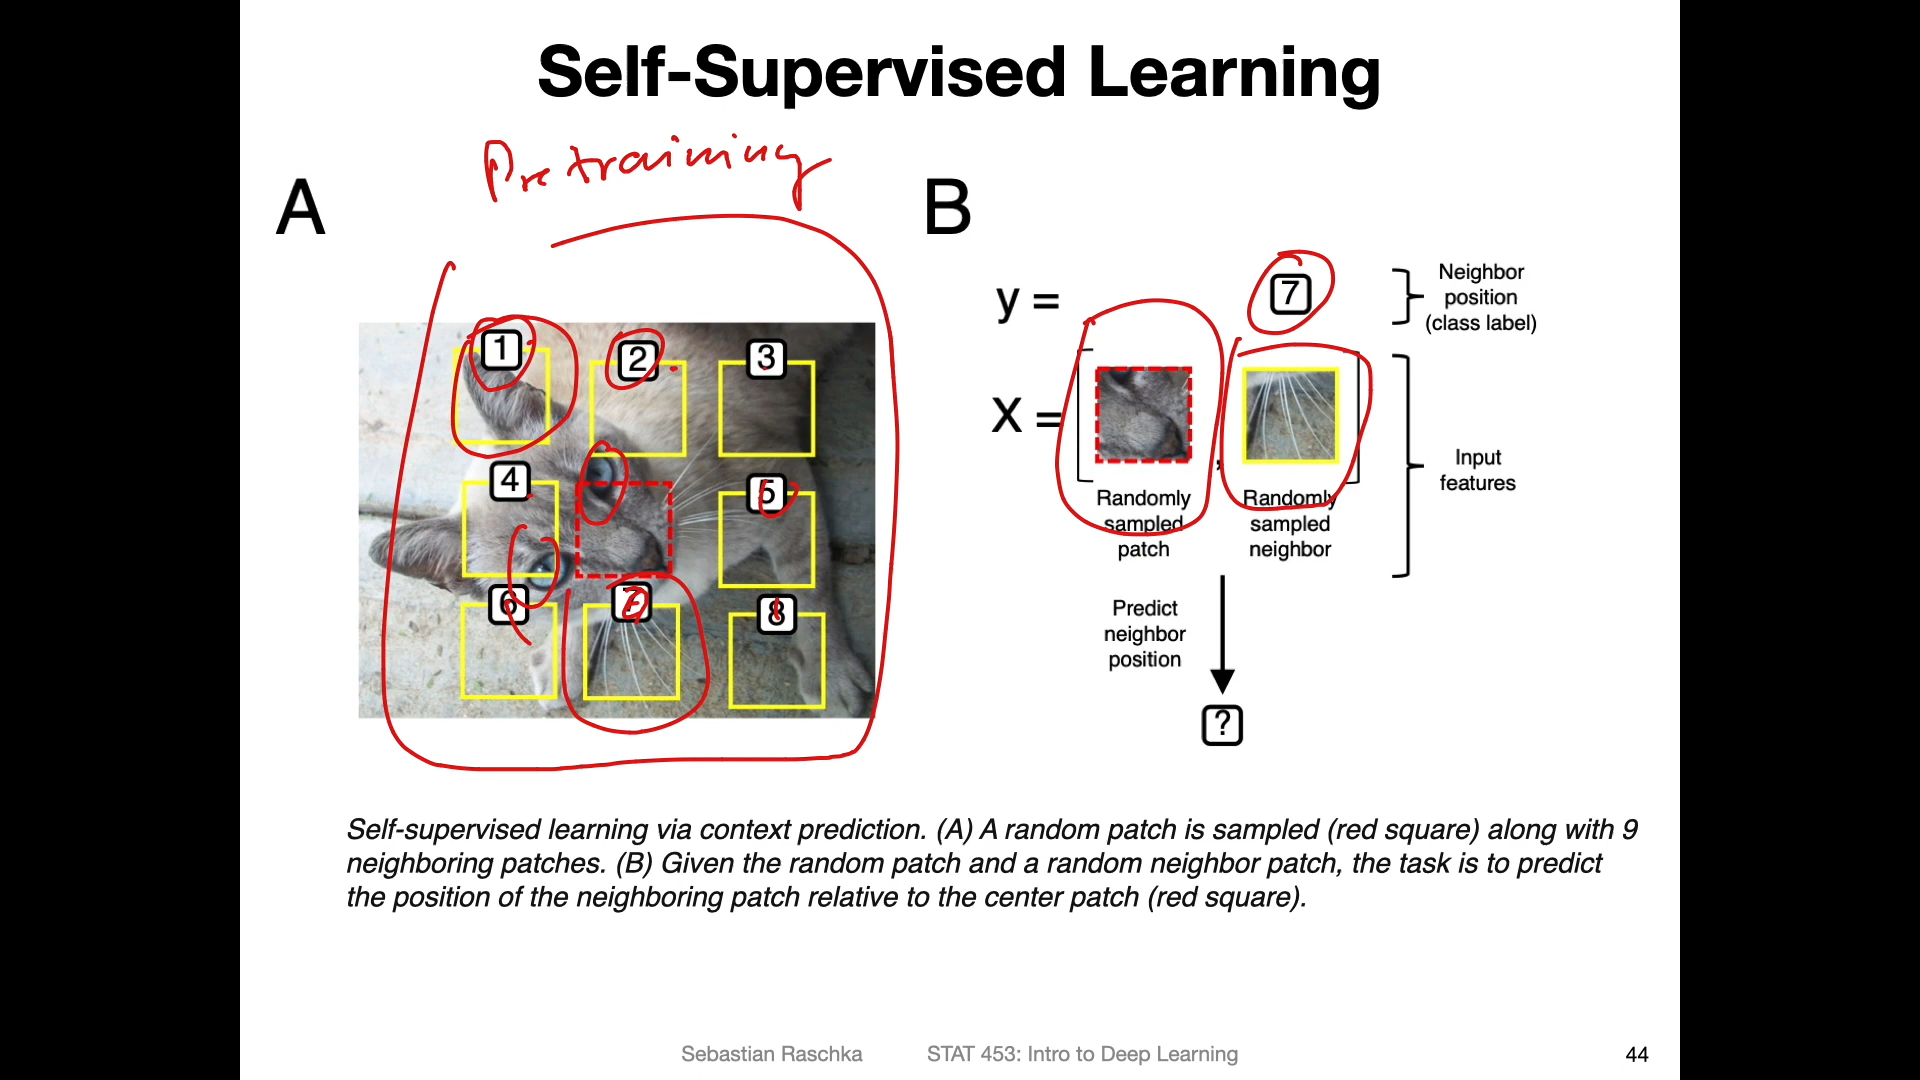 Self-Supervised Learning
Pretraining
A
B
1
2
3
4
5
6
7
8
y =
7
Neighbor
position
(class label)
X =
,
Randomly
sampled
patch
Randomly
sampled
neighbor
Input
features
Predict
neighbor
position
?
Self-supervised learning via context prediction. (A) A random patch is sampled (red square) along with 9
neighboring patches. (B) Given the random patch and a random neighbor patch, the task is to predict
the position of the neighboring patch relative to the center patch (red square).
Sebastian Raschka STAT 453: Intro to Deep Learning 44